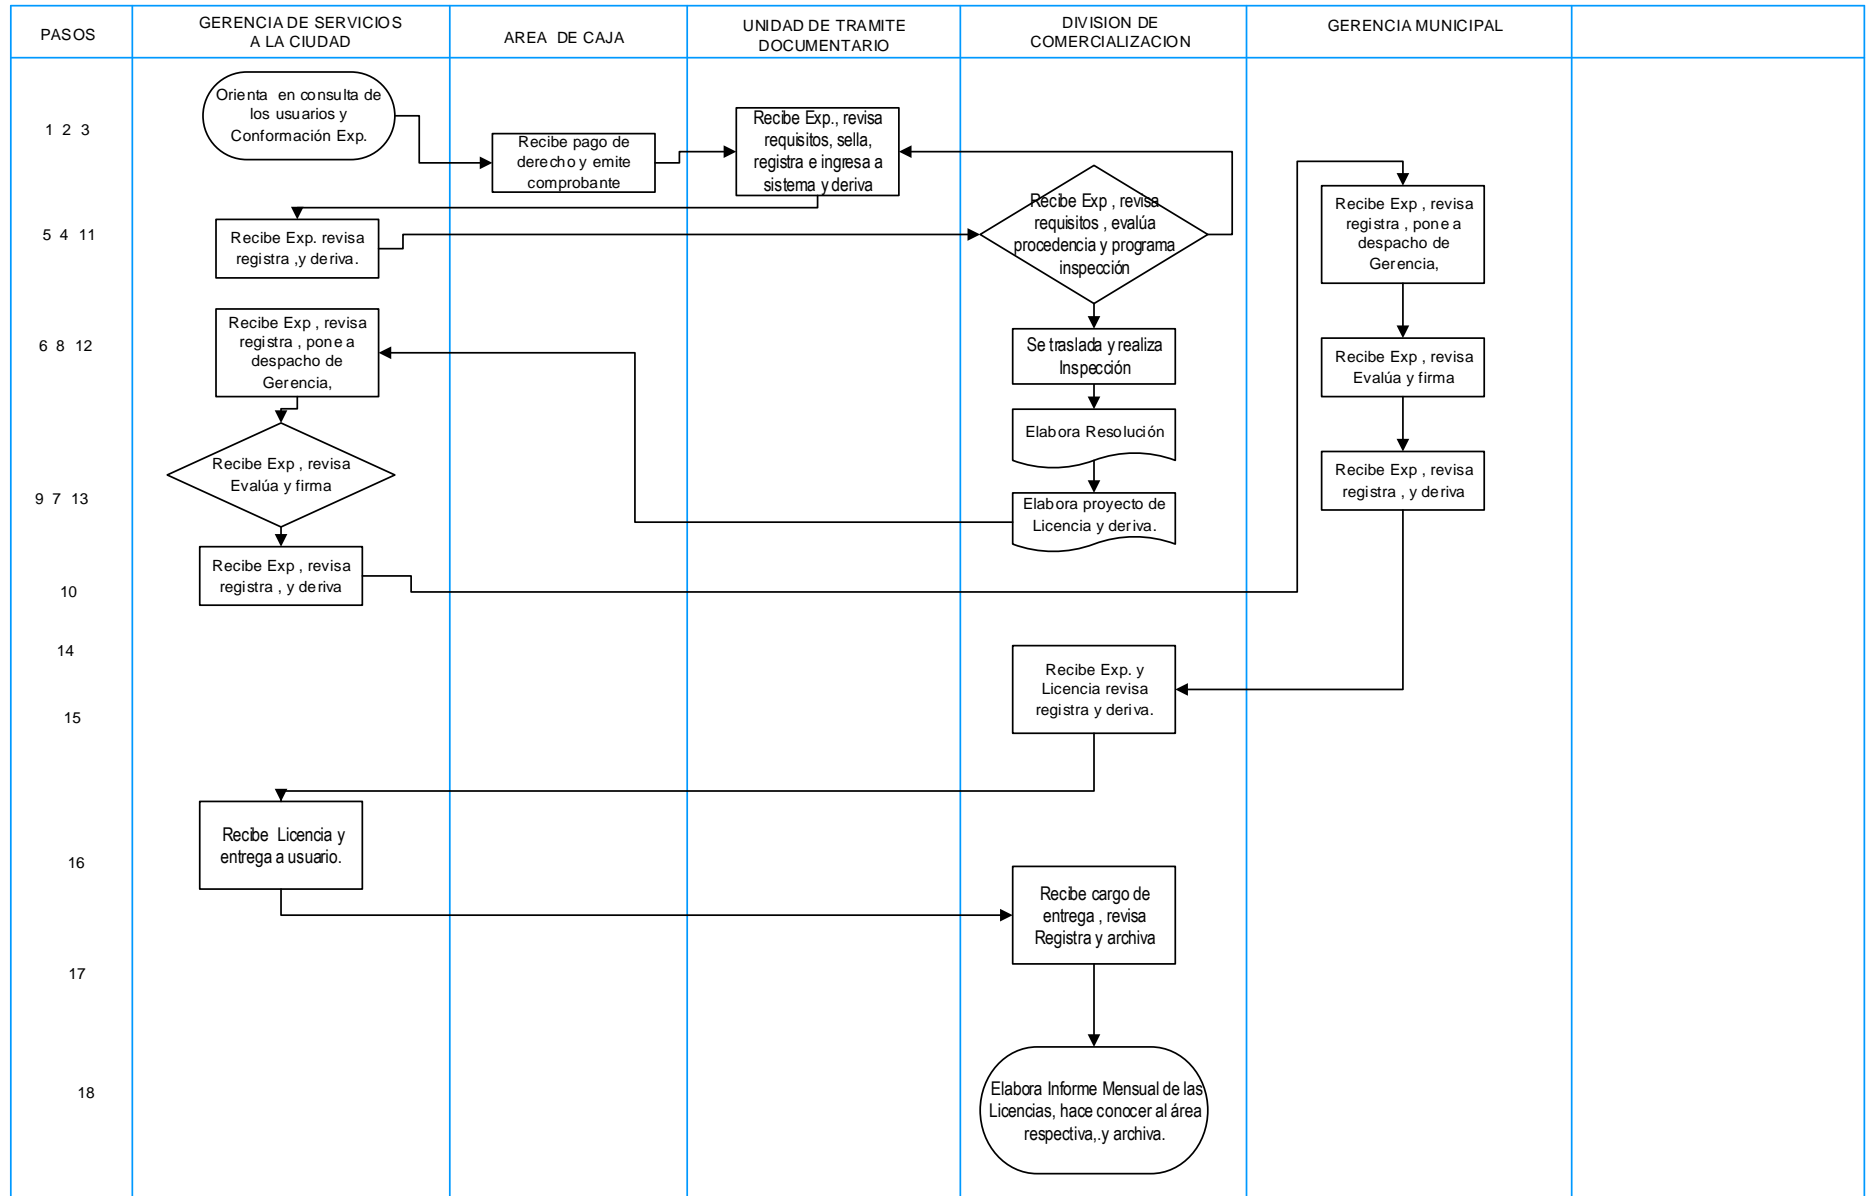 PASOS
GERENCIA DE SERVICIOS
A LA CIUDAD
AREA DE CAJA
UNIDAD DE TRAMITE
DOCUMENTARIO
DIVISION DE
COMERCIALIZACION
GERENCIA MUNICIPAL
1 2 3
Orienta en consulta de
los usuarios y
Conformación Exp.
Recibe pago de
derecho y emite
comprobante
Recibe Exp., revisa
requisitos, sella,
registra e ingresa a
sistema y deriva
5 4 11
Recibe Exp. revisa
registra ,y deriva.
Recibe Exp , revisa
requisitos , evalúa
procedencia y programa
inspección
Recibe Exp , revisa
registra , pone a
despacho de
Gerencia,
6 8 12
Recibe Exp , revisa
registra , pone a
despacho de
Gerencia,
Se traslada y realiza
Inspección
Recibe Exp , revisa
Evalúa y firma
Elabora Resolución
9 7 13
Recibe Exp , revisa
Evalúa y firma
Elabora proyecto de
Licencia y deriva.
Recibe Exp , revisa
registra , y deriva
10
Recibe Exp , revisa
registra , y deriva
14
Recibe Exp. y
Licencia revisa
registra y deriva.
15
16
Recibe Licencia y
entrega a usuario.
Recibe cargo de
entrega , revisa
Registra y archiva
17
18
Elabora Informe Mensual de las
Licencias, hace conocer al área
respectiva,.y archiva.